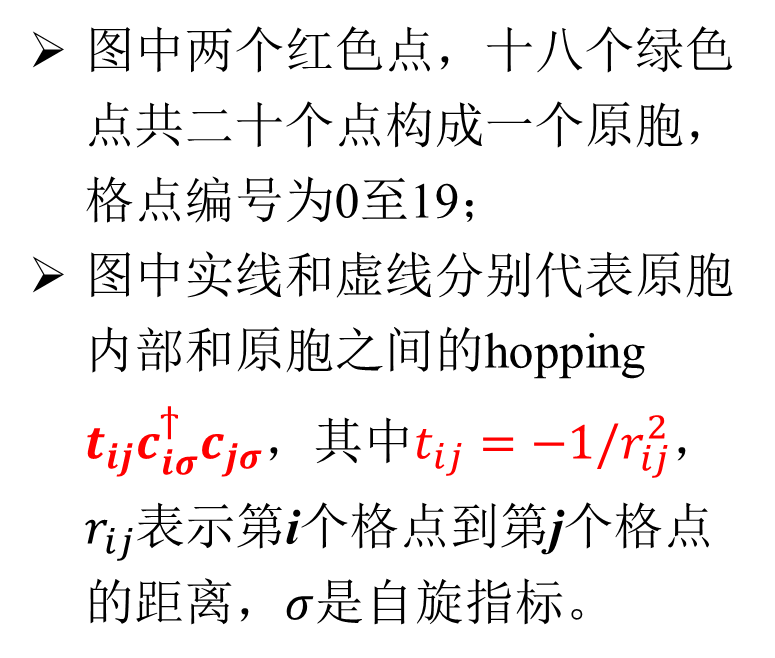 ➢ 图中两个红色点，十八个绿色
点共二十个点构成一个原胞，
格点编号为0至19；
➢ 图中实线和虚线分别代表原胞
内部和原胞之间的hopping
$t_{ij}c_{i\sigma}^{\dagger}c_{j\sigma}$，其中$t_{ij} = -1/r_{ij}^{2}$，
$r_{ij}$表示第i个格点到第j个格点
的距离，σ是自旋指标。